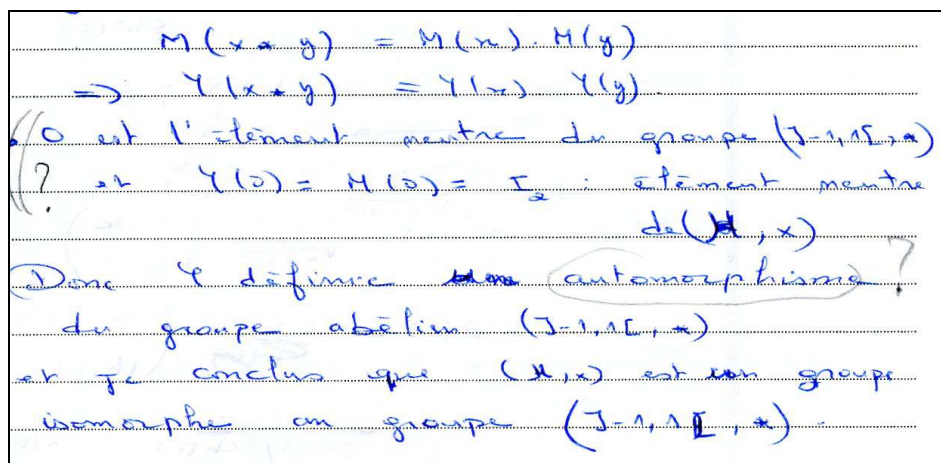 M(x * y) = M(x). M(y)
=> Y(x * y) = Y(x) Y(y).
0 est l'élément neutre du groupe (]-1,1[, *)
? et Y(0) = M(0) = I₂ : élément neutre
de (M, x)
Donc Y définie automorphisme ?
du groupe abélien (]-1,1[, *)
et je conclus que (M,x) est un groupe
isomorphe au groupe (]-1,1[, *).